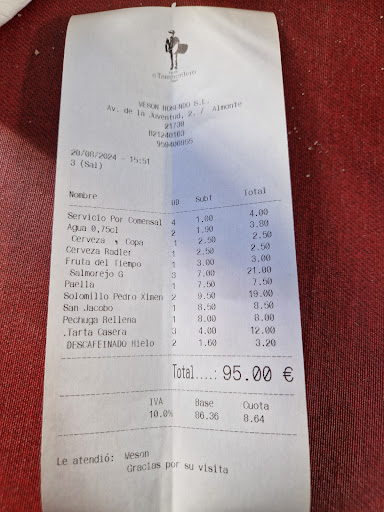 el Tamborilero
MESON ROSENDO S.L.
Av. de la Juventud, 2. / Almonte
21730
B21240163
959406955
20/08/2024 - 15:51
3 (Sal)
Nombre UD Subt Total
Servicio Por Comensal 4 1.00 4.00
Agua 0,75cl 2 1.90 3.80
Cerveza , Copa 1 2.50 2.50
Cerveza Radler 1 2.50 2.50
Fruta del Tiempo 1 3.00 3.00
Salmorejo G 3 7.00 21.00
Paella 1 7.50 7.50
Solomillo Pedro Ximen 2 9.50 19.00
San Jacobo 1 8.50 8.50
Pechuga Rellena 1 8.00 8.00
.Tarta Casera 3 4.00 12.00
DESCAFEINADO Hielo 2 1.60 3.20
Total....: 95.00 €
IVA Base Cuota
10.0% 86.36 8.64
Le atendió: Meson
Gracias por su visita